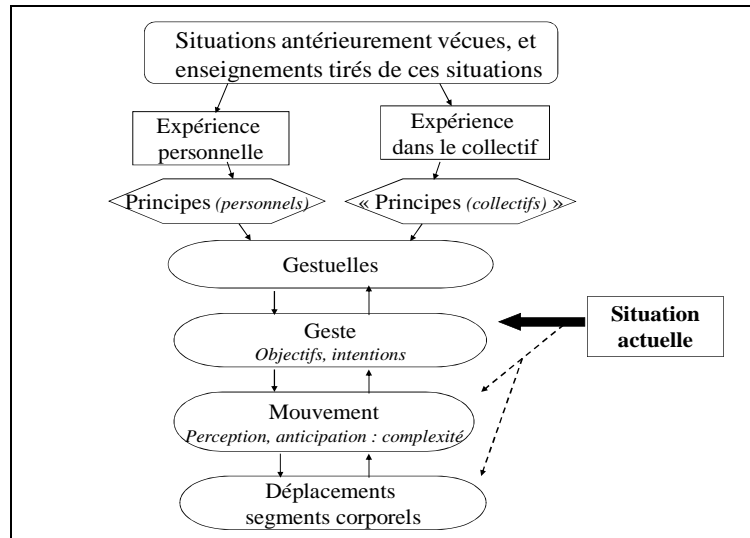 Situations antérieurement vécues, et
enseignements tirés de ces situations
Expérience
personnelle
Expérience
dans le collectif
Principes (personnels)
« Principes (collectifs) »
Gestuelles
Geste
Objectifs, intentions
Situation
actuelle
Mouvement
Perception, anticipation : complexité
Déplacements
segments corporels